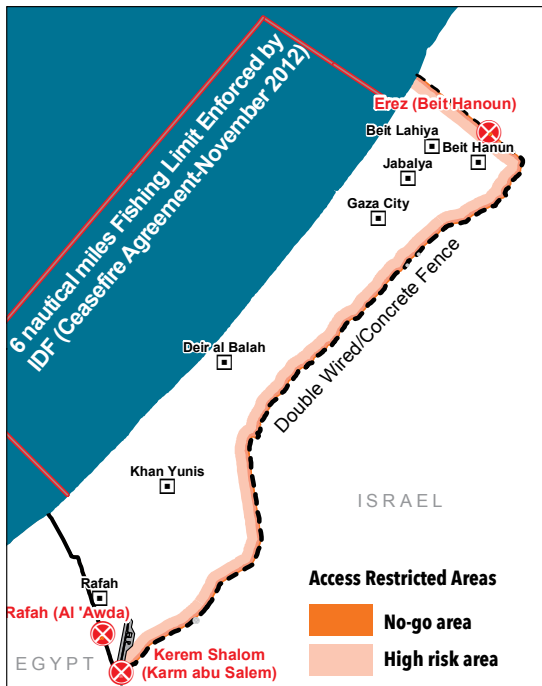 6 nautical miles Fishing Limit Enforced by
IDF (Ceasefire Agreement-November 2012)
Erez (Beit Hanoun)
Beit Lahiya
Beit Hanun
Jabalya
Gaza City
Double Wired/Concrete Fence
Deir al Balah
Khan Yunis
ISRAEL
Rafah
Rafah (Al 'Awda)
Kerem Shalom
(Karm abu Salem)
EGYPT
Access Restricted Areas
No-go area
High risk area